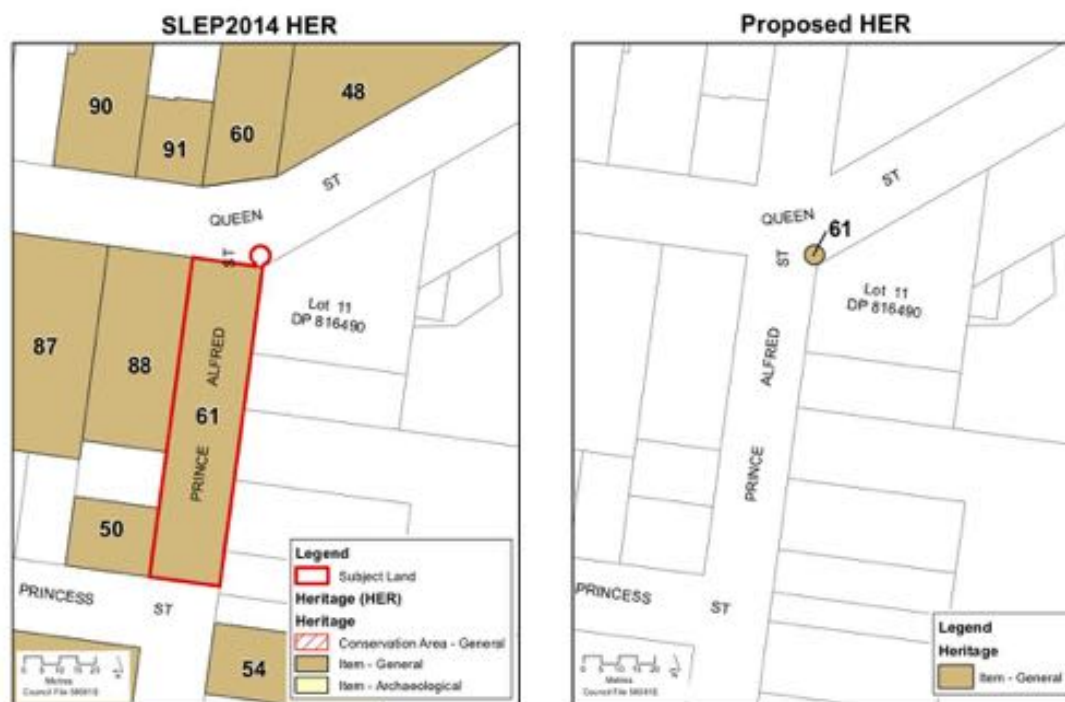 SLEP2014 HER
90
91
60
48
QUEEN
ST
ST
Lot 11
DP 816490
87
88
ALFRED
61
PRINCE
50
PRINCESS
ST
54
Metres
Legend
Subject Land
Heritage (HER)
Heritage
Conservation Area - General
Item - General
Item - Archaeological
Proposed HER
QUEEN
ST
61
ST
Lot 11
DP 816490
ALFRED
PRINCE
PRINCESS
ST
Metres
Legend
Heritage
Item - General